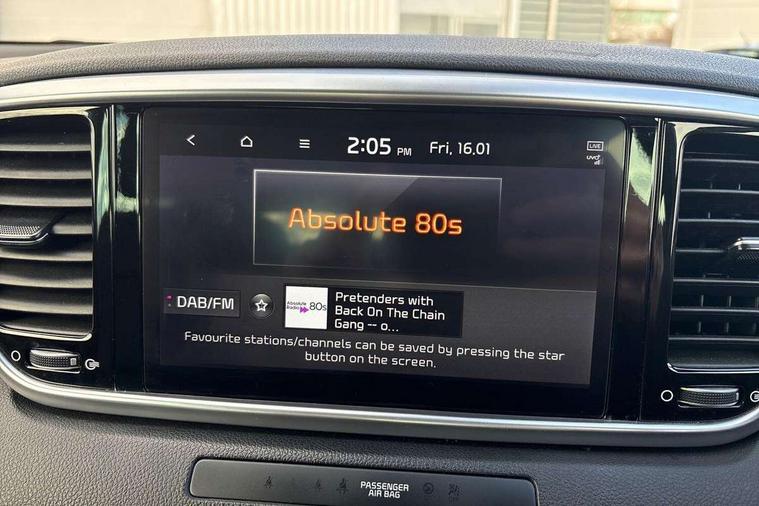 2:05 PM Fri, 16.01
LIVE
UVO
Absolute 80s
DAB/FM
Absolute
Radio 80s
Pretenders with
Back On The Chain
Gang -- o...
Favourite stations/channels can be saved by pressing the star
button on the screen.
PASSENGER
AIR BAG